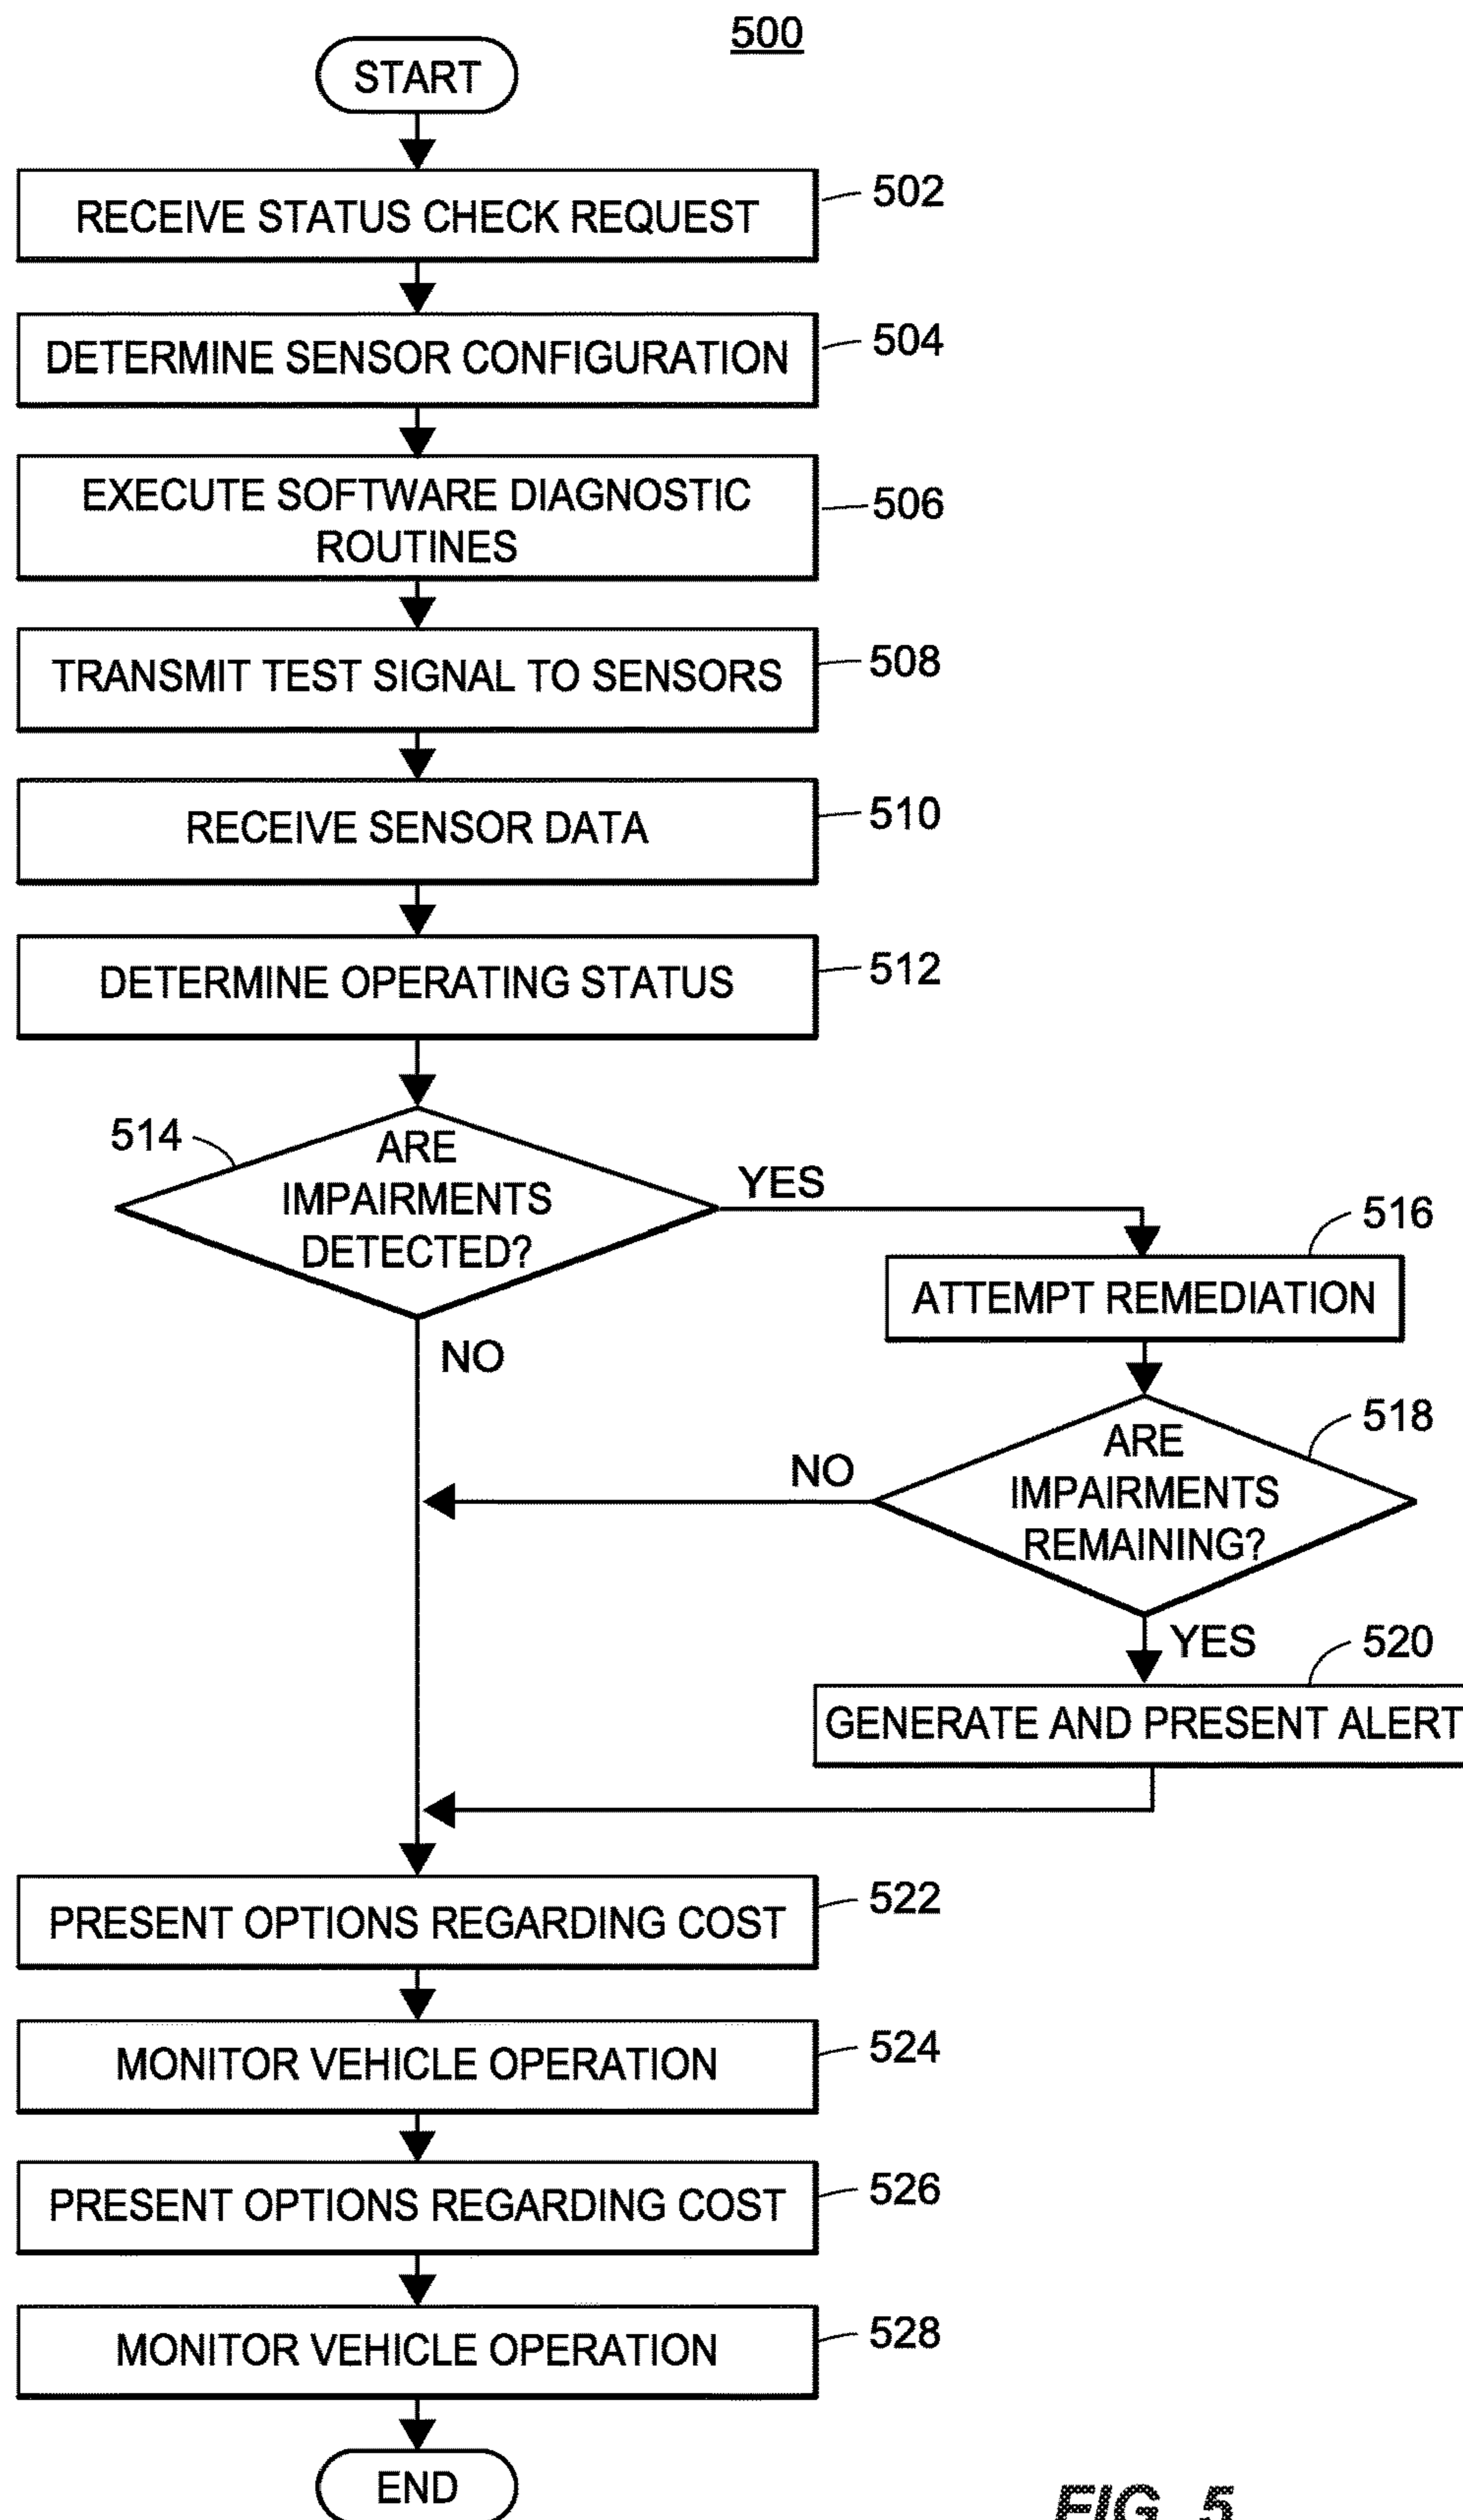 500
START
RECEIVE STATUS CHECK REQUEST
502
DETERMINE SENSOR CONFIGURATION
504
EXECUTE SOFTWARE DIAGNOSTIC
ROUTINES
506
TRANSMIT TEST SIGNAL TO SENSORS
508
RECEIVE SENSOR DATA
510
DETERMINE OPERATING STATUS
512
514
ARE
IMPAIRMENTS
DETECTED?
YES
NO
516
ATTEMPT REMEDIATION
518
ARE
IMPAIRMENTS
REMAINING?
NO
YES
520
GENERATE AND PRESENT ALERT
PRESENT OPTIONS REGARDING COST
522
MONITOR VEHICLE OPERATION
524
PRESENT OPTIONS REGARDING COST
526
MONITOR VEHICLE OPERATION
528
END
FIG. 5